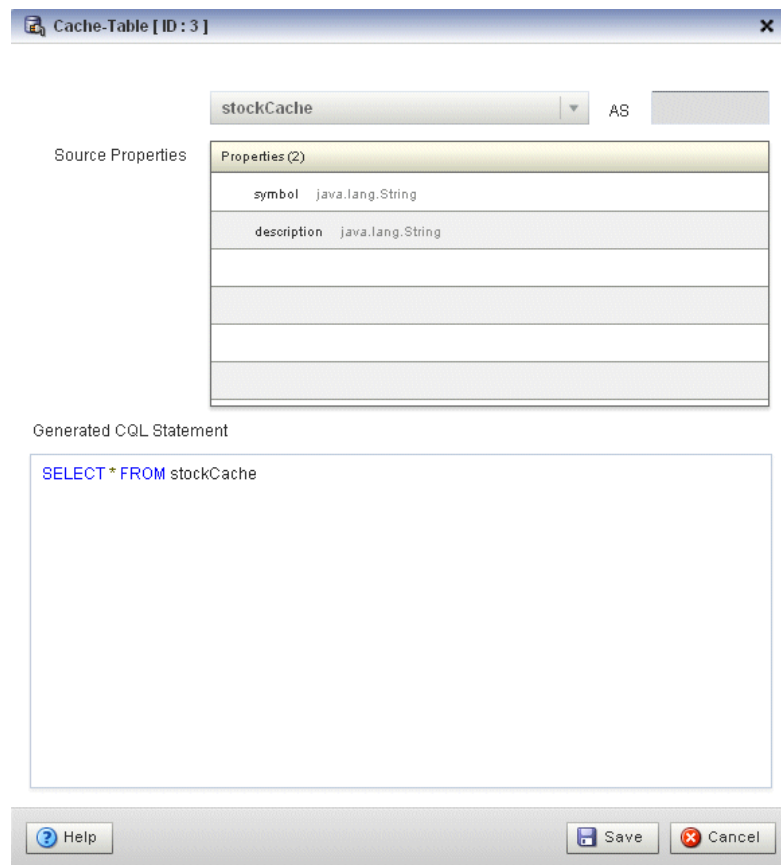 Cache-Table [ ID : 3 ]
stockCache
AS
Source Properties
Properties (2)
symbol java.lang.String
description java.lang.String
Generated CQL Statement
SELECT * FROM stockCache
Help
Save
Cancel